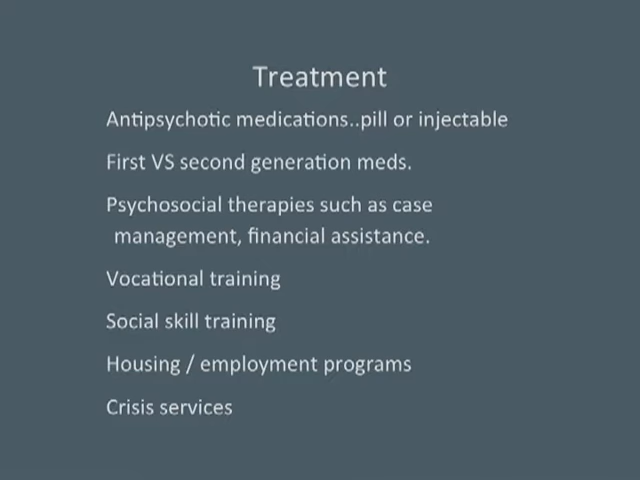 Treatment
Antipsychotic medications..pill or injectable
First VS second generation meds.
Psychosocial therapies such as case
management, financial assistance.
Vocational training
Social skill training
Housing / employment programs
Crisis services